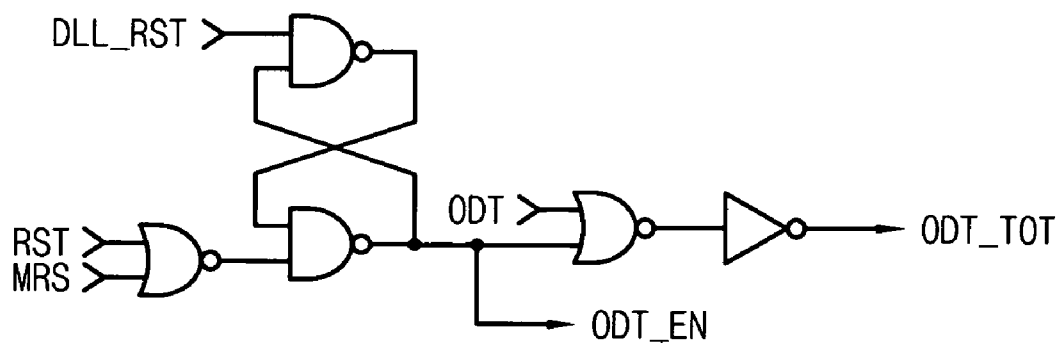 DLL_RST
ODT
ODT_TOT
RST
MRS
ODT_EN